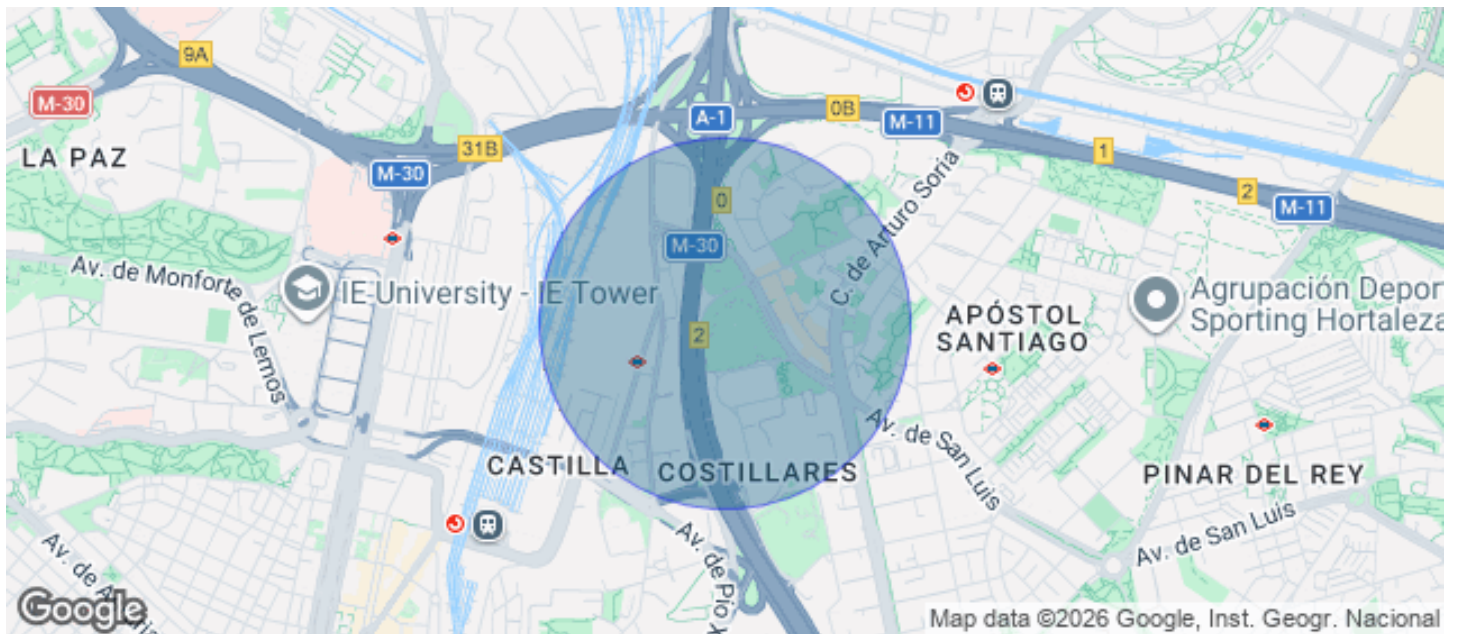 9A
M-30
LA PAZ
31B
M-30
A-1
0B
M-11
1
2
M-11
0
M-30
C. de Arturo Soria
Av. de Monforte de Lemos
IE University - IE Tower
2
APÓSTOL
SANTIAGO
Agrupación Depor
Sporting Hortaleza
CASTILLA
COSTILLARES
Av. de San Luis
PINAR DEL REY
Av. de San Luis
Av. de Pío X
Av. de A
Google
Map data ©2026 Google, Inst. Geogr. Nacional